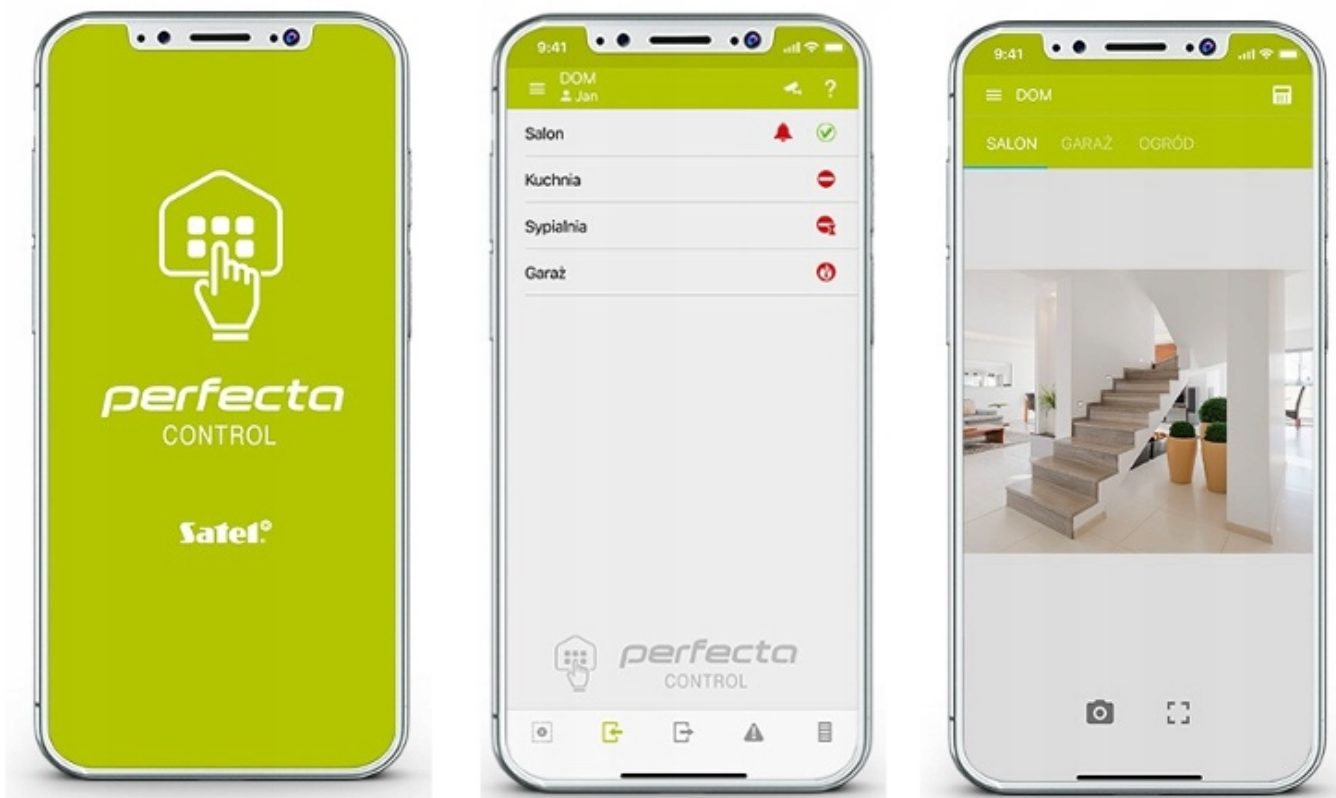 perfecta
CONTROL
Satel®
9:41
DOM
Jan
?
Salon
Kuchnia
Sypialnia
Garaż
perfecta
CONTROL
9:41
DOM
SALON GARAŻ OGRÓD